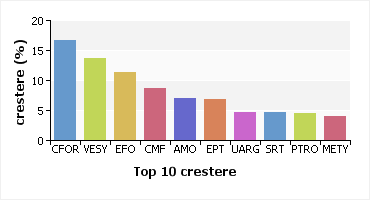 crestere (%)
20
15
10
5
0
CFOR VESY EFO CMF AMO EPT UARG SRT PTRO METY
Top 10 crestere